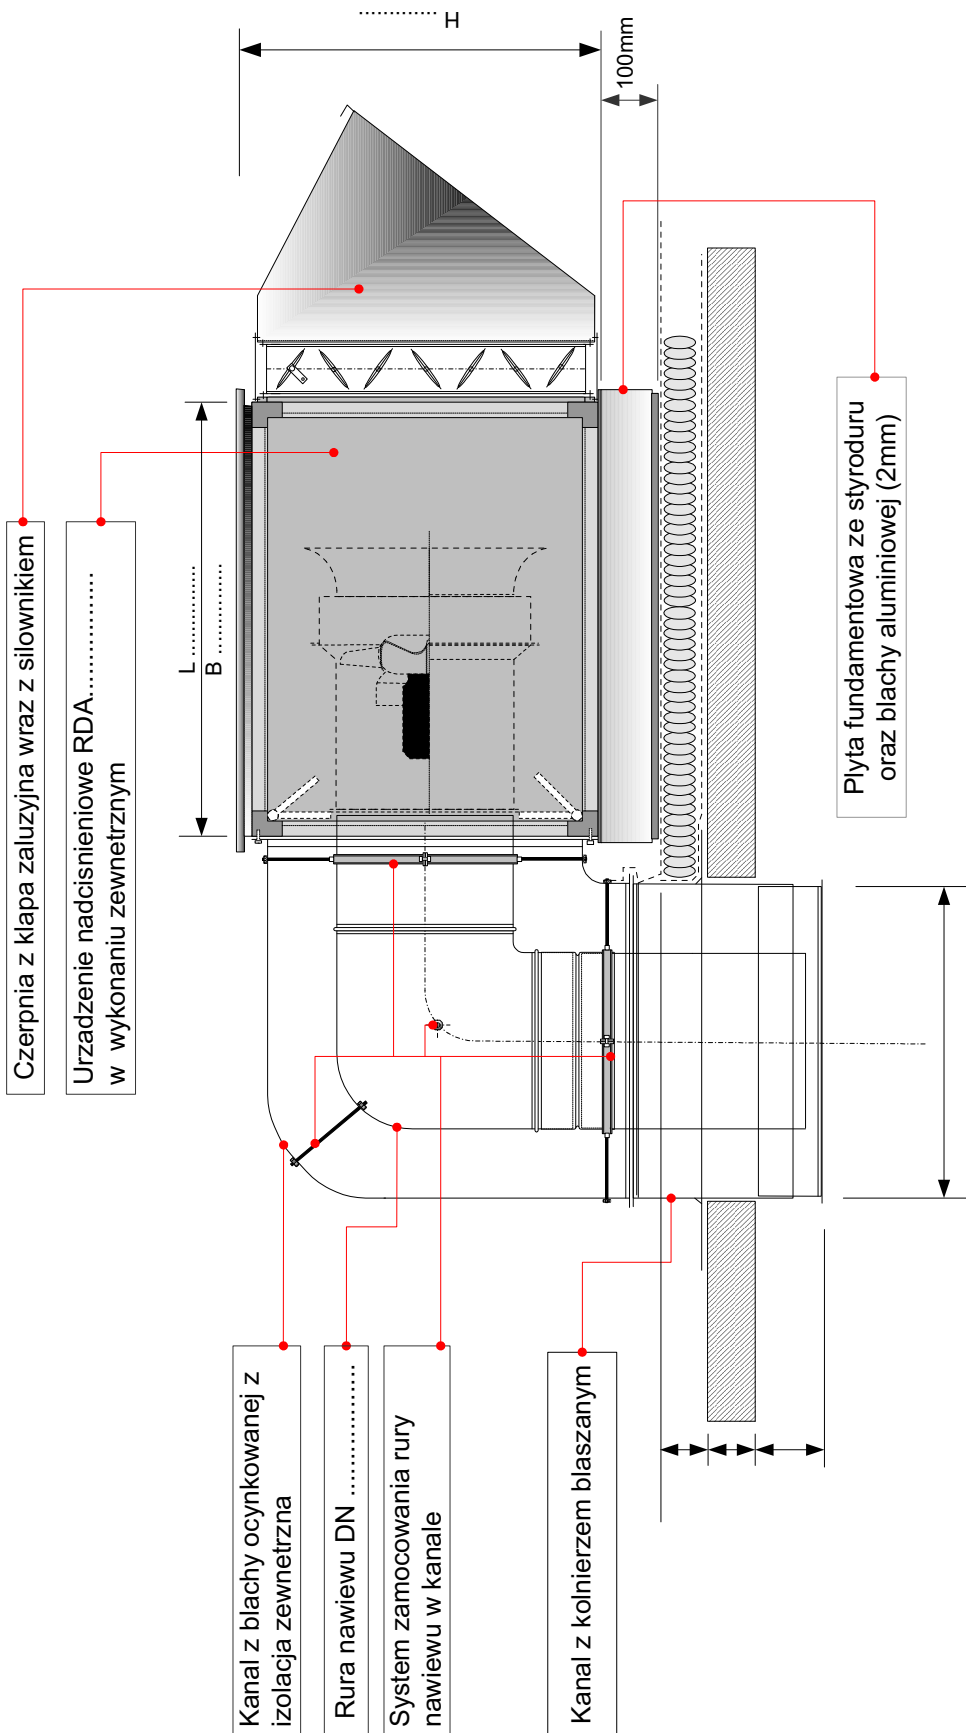 Czerpnia z klapa zaluzyjna wraz z silownikiem
Urzadzenie nadcisnieniowe RDA................
w wykonaniu zewnetrznym
L ................
B ................
.............. H
100mm
Plyta fundamentowa ze styroduru
oraz blachy aluminiowej (2mm)
Kanal z blachy ocynkowanej z
izolacja zewnetrzna
Rura nawiewu DN ....................
System zamocowania rury
nawiewu w kanale
Kanal z kolnierzem blaszanym